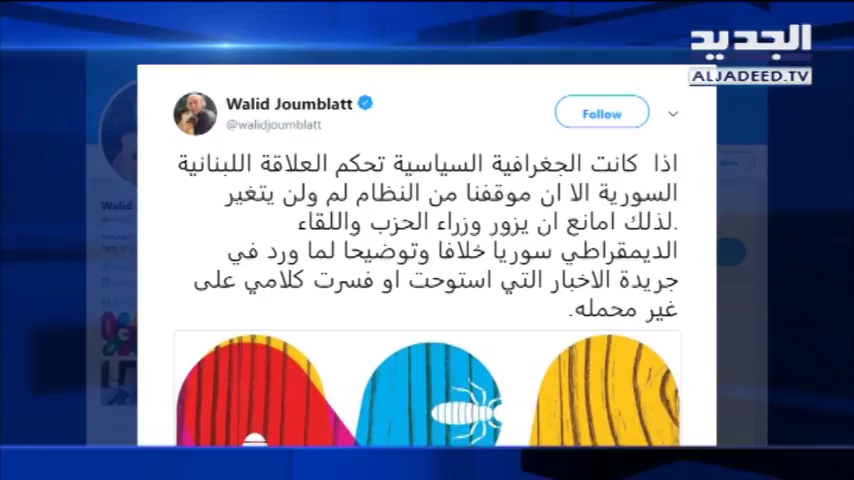 الجديد
ALJADEED.TV
Walid Joumblatt
@walidjoumblatt
Follow
اذا كانت الجغرافية السياسية تحكم العلاقة اللبنانية
السورية الا ان موقفنا من النظام لم ولن يتغير
.لذلك امانع ان يزور وزراء الحزب واللقاء
الديمقراطي سوريا خلافا وتوضيحا لما ورد في
جريدة الاخبار التي استوحت او فسرت كلامي على
غير محمله.
Walid